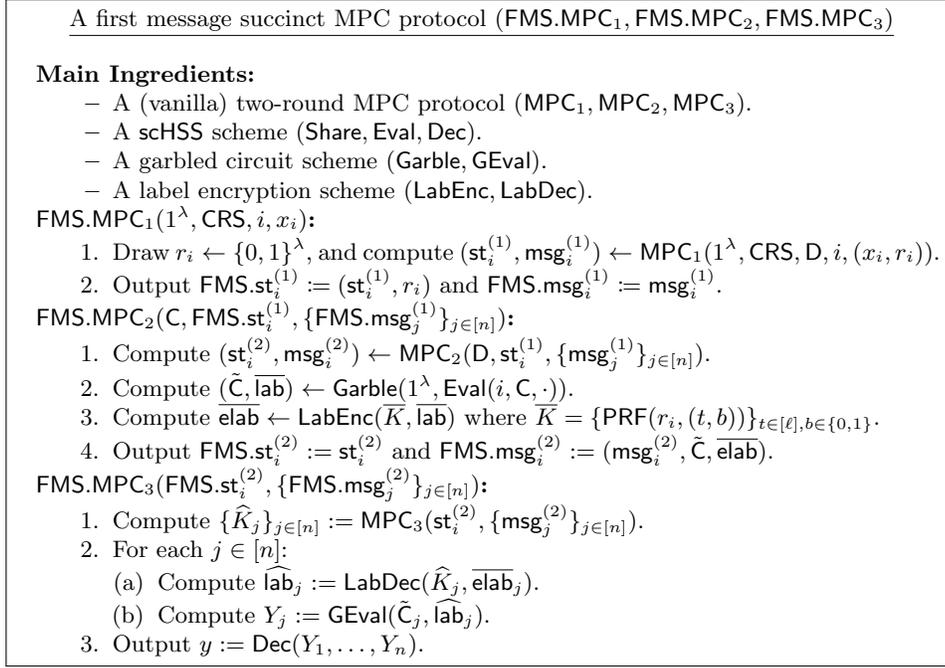 A first message succinct MPC protocol (FMS.MPC₁, FMS.MPC₂, FMS.MPC₃)
Main Ingredients:
– A (vanilla) two-round MPC protocol (MPC₁, MPC₂, MPC₃).
– A scHSS scheme (Share, Eval, Dec).
– A garbled circuit scheme (Garble, GEval).
– A label encryption scheme (LabEnc, LabDec).
FMS.MPC₁(1^λ, CRS, i, x_i):
1. Draw r_i ← {0, 1}^λ, and compute (st_i^{(1)}, msg_i^{(1)}) ← MPC₁(1^λ, CRS, D, i, (x_i, r_i)).
2. Output FMS.st_i^{(1)} := (st_i^{(1)}, r_i) and FMS.msg_i^{(1)} := msg_i^{(1)}.
FMS.MPC₂(C, FMS.st_i^{(1)}, {FMS.msg_j^{(1)}}_{j∈[n]}):
1. Compute (st_i^{(2)}, msg_i^{(2)}) ← MPC₂(D, st_i^{(1)}, {msg_j^{(1)}}_{j∈[n]}).
2. Compute (\tilde{C}, \overline{lab}) ← Garble(1^λ, Eval(i, C, ·)).
3. Compute \overline{elab} ← LabEnc(\overline{K}, \overline{lab}) where \overline{K} = {PRF(r_i, (t, b))}_{t∈[ℓ],b∈{0,1}}.
4. Output FMS.st_i^{(2)} := st_i^{(2)} and FMS.msg_i^{(2)} := (msg_i^{(2)}, \tilde{C}, \overline{elab}).
FMS.MPC₃(FMS.st_i^{(2)}, {FMS.msg_j^{(2)}}_{j∈[n]}):
1. Compute {\widehat{K}_j}_{j∈[n]} := MPC₃(st_i^{(2)}, {msg_j^{(2)}}_{j∈[n]}).
2. For each j ∈ [n]:
(a) Compute \widehat{lab}_j := LabDec(\widehat{K}_j, \overline{elab}_j).
(b) Compute Y_j := GEval(\tilde{C}_j, \widehat{lab}_j).
3. Output y := Dec(Y_1, . . . , Y_n).